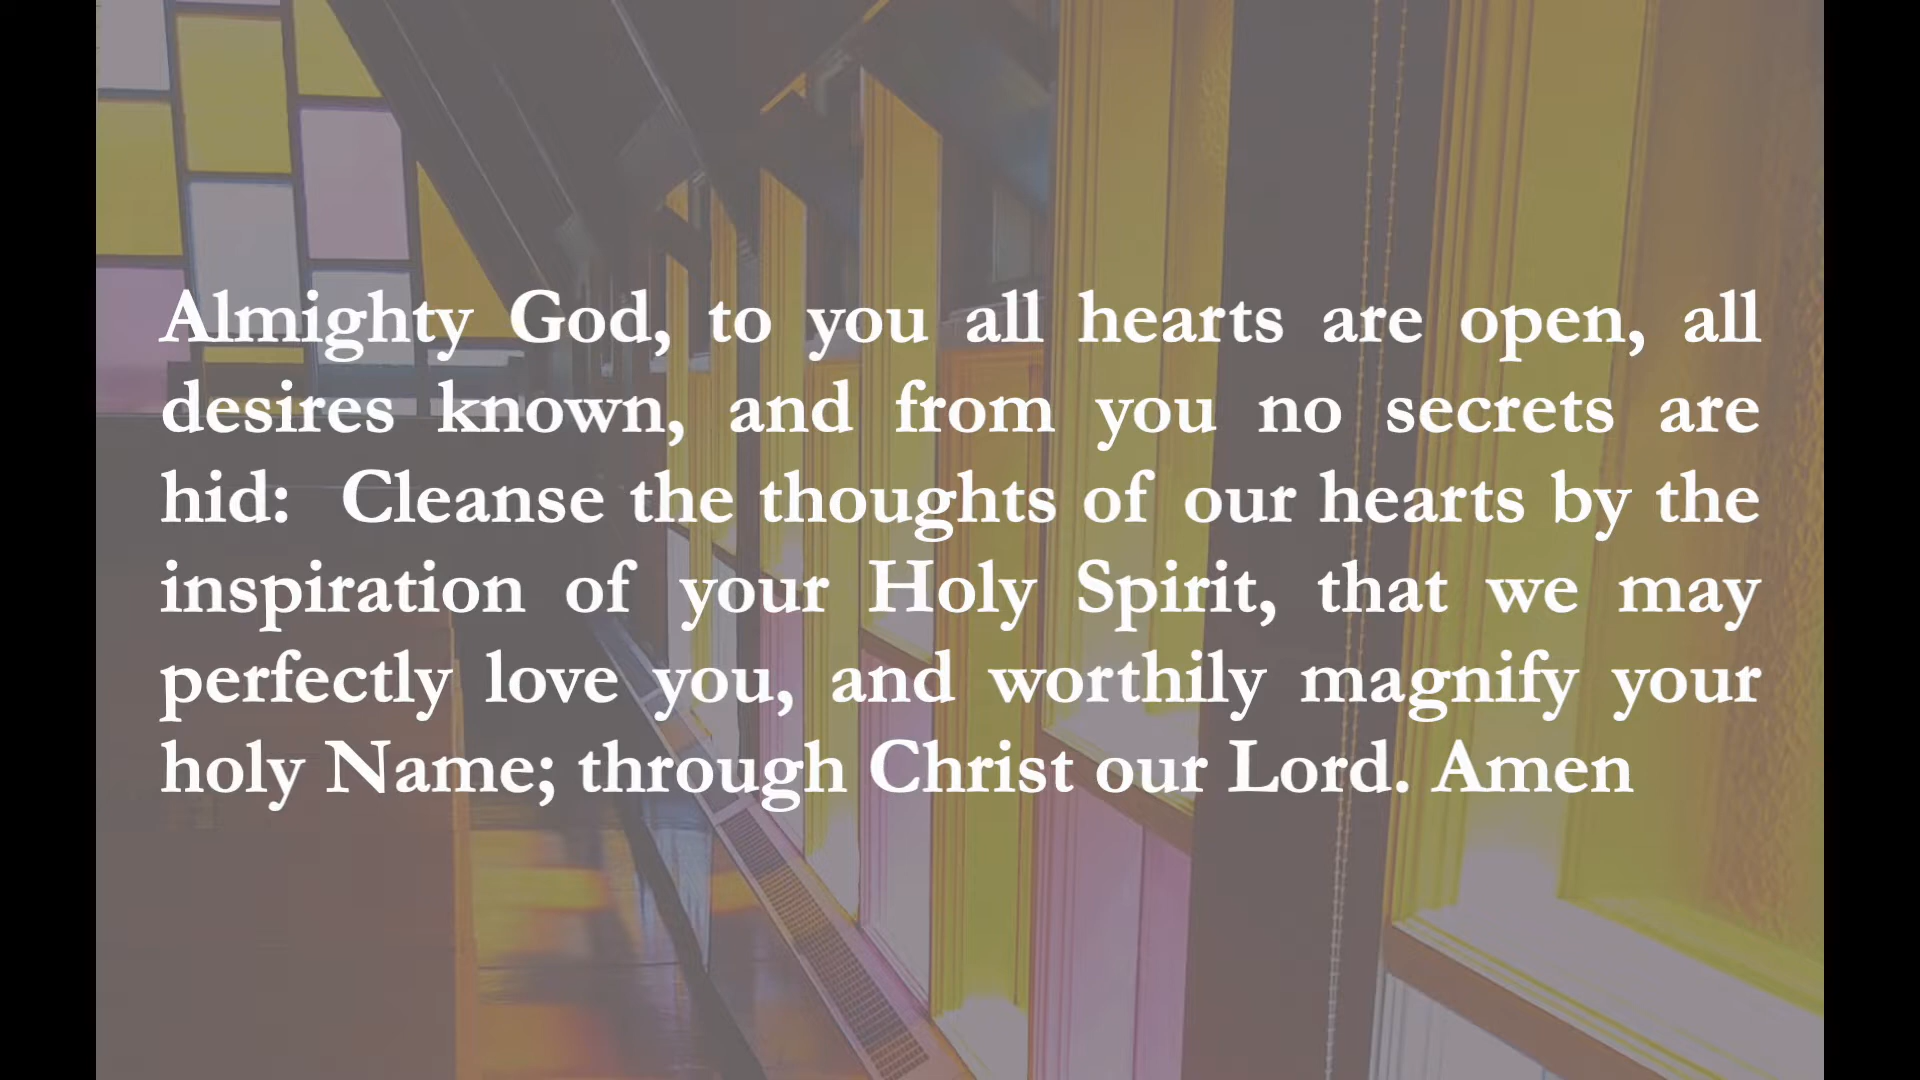 Almighty God, to you all hearts are open, all
desires known, and from you no secrets are
hid:  Cleanse the thoughts of our hearts by the
inspiration of your Holy Spirit, that we may
perfectly love you, and worthily magnify your
holy Name; through Christ our Lord. Amen